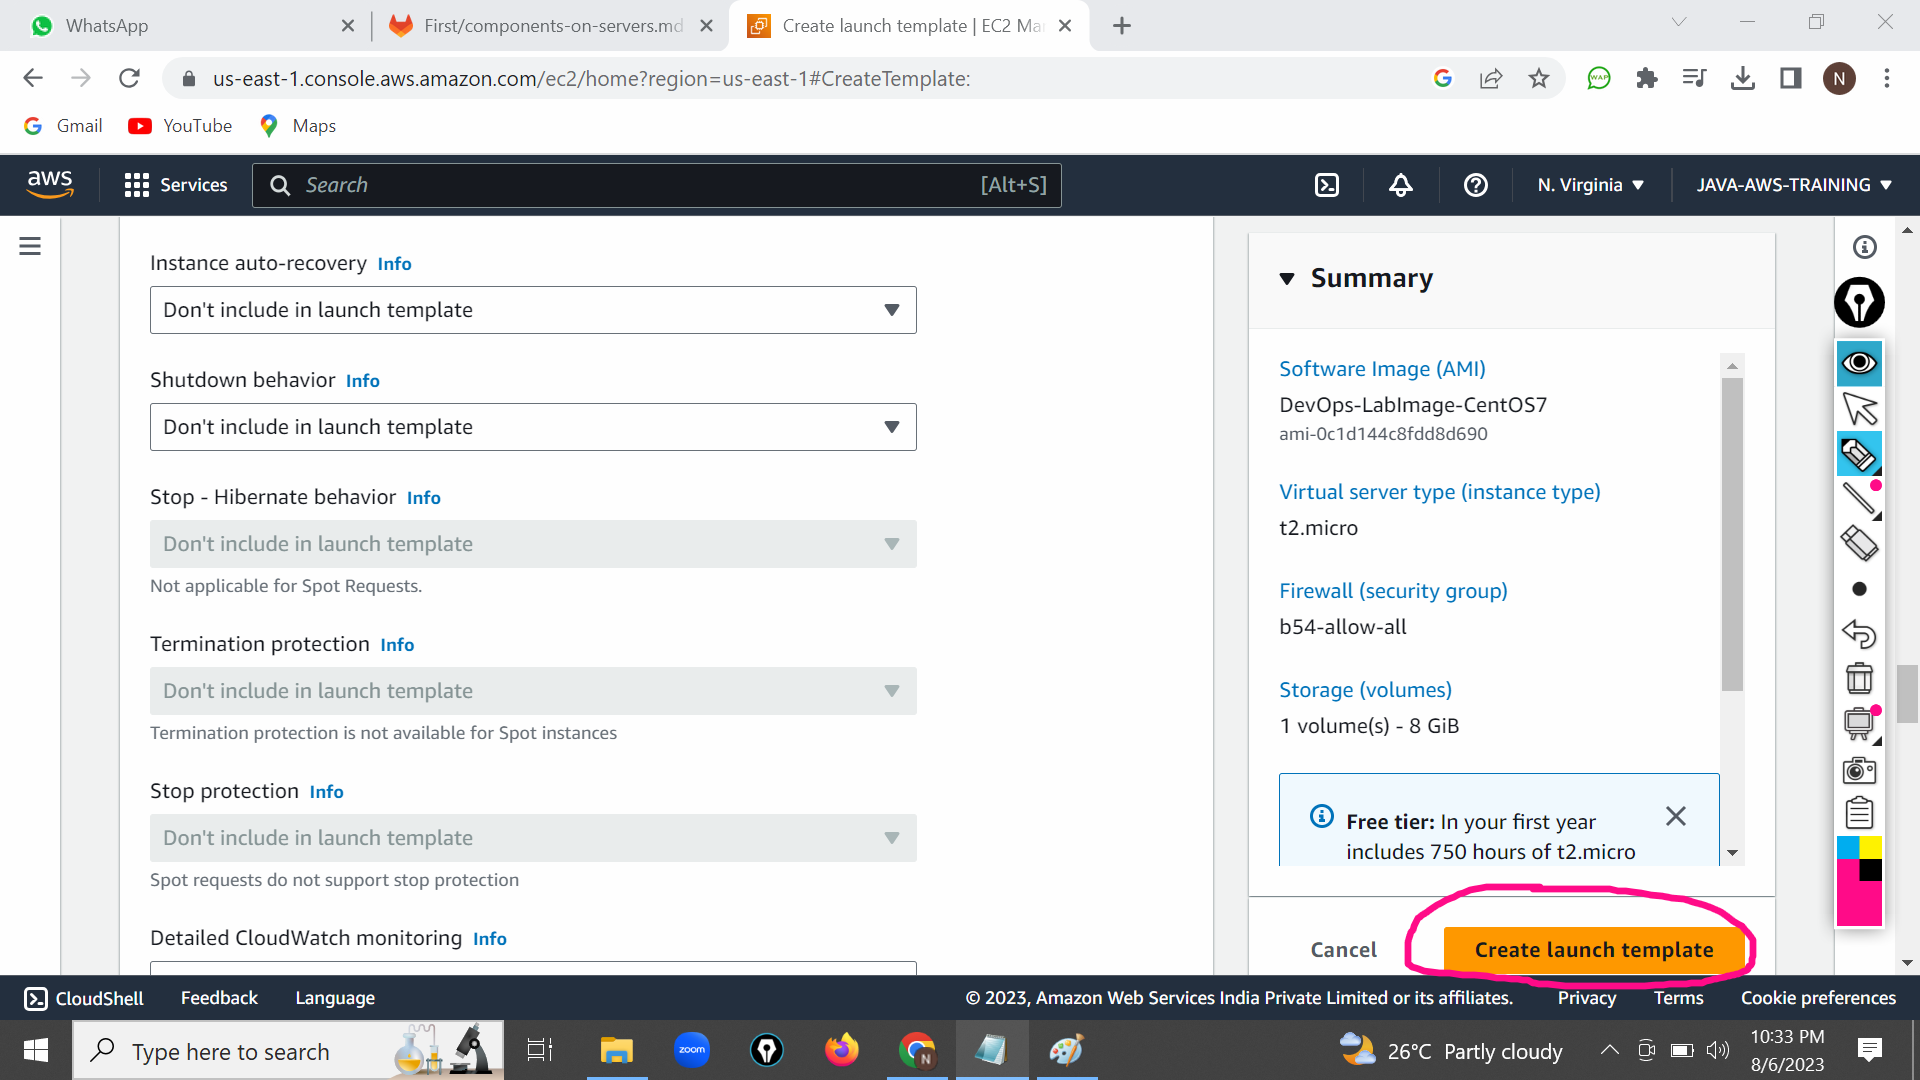 WhatsApp
First/components-on-servers.md
Create launch template | EC2 Ma
us-east-1.console.aws.amazon.com/ec2/home?region=us-east-1#CreateTemplate:
WAP
N
Gmail
YouTube
Maps
aws
Services
Search
[Alt+S]
N. Virginia
JAVA-AWS-TRAINING
Instance auto-recovery Info
Don't include in launch template
Shutdown behavior Info
Don't include in launch template
Stop - Hibernate behavior Info
Don't include in launch template
Not applicable for Spot Requests.
Termination protection Info
Don't include in launch template
Termination protection is not available for Spot instances
Stop protection Info
Don't include in launch template
Spot requests do not support stop protection
Detailed CloudWatch monitoring Info
Summary
Software Image (AMI)
DevOps-LabImage-CentOS7
ami-0c1d144c8fdd8d690
Virtual server type (instance type)
t2.micro
Firewall (security group)
b54-allow-all
Storage (volumes)
1 volume(s) - 8 GiB
Free tier: In your first year
includes 750 hours of t2.micro
Cancel
Create launch template
CloudShell
Feedback
Language
© 2023, Amazon Web Services India Private Limited or its affiliates.
Privacy
Terms
Cookie preferences
Type here to search
zoom
N
26°C Partly cloudy
10:33 PM
8/6/2023